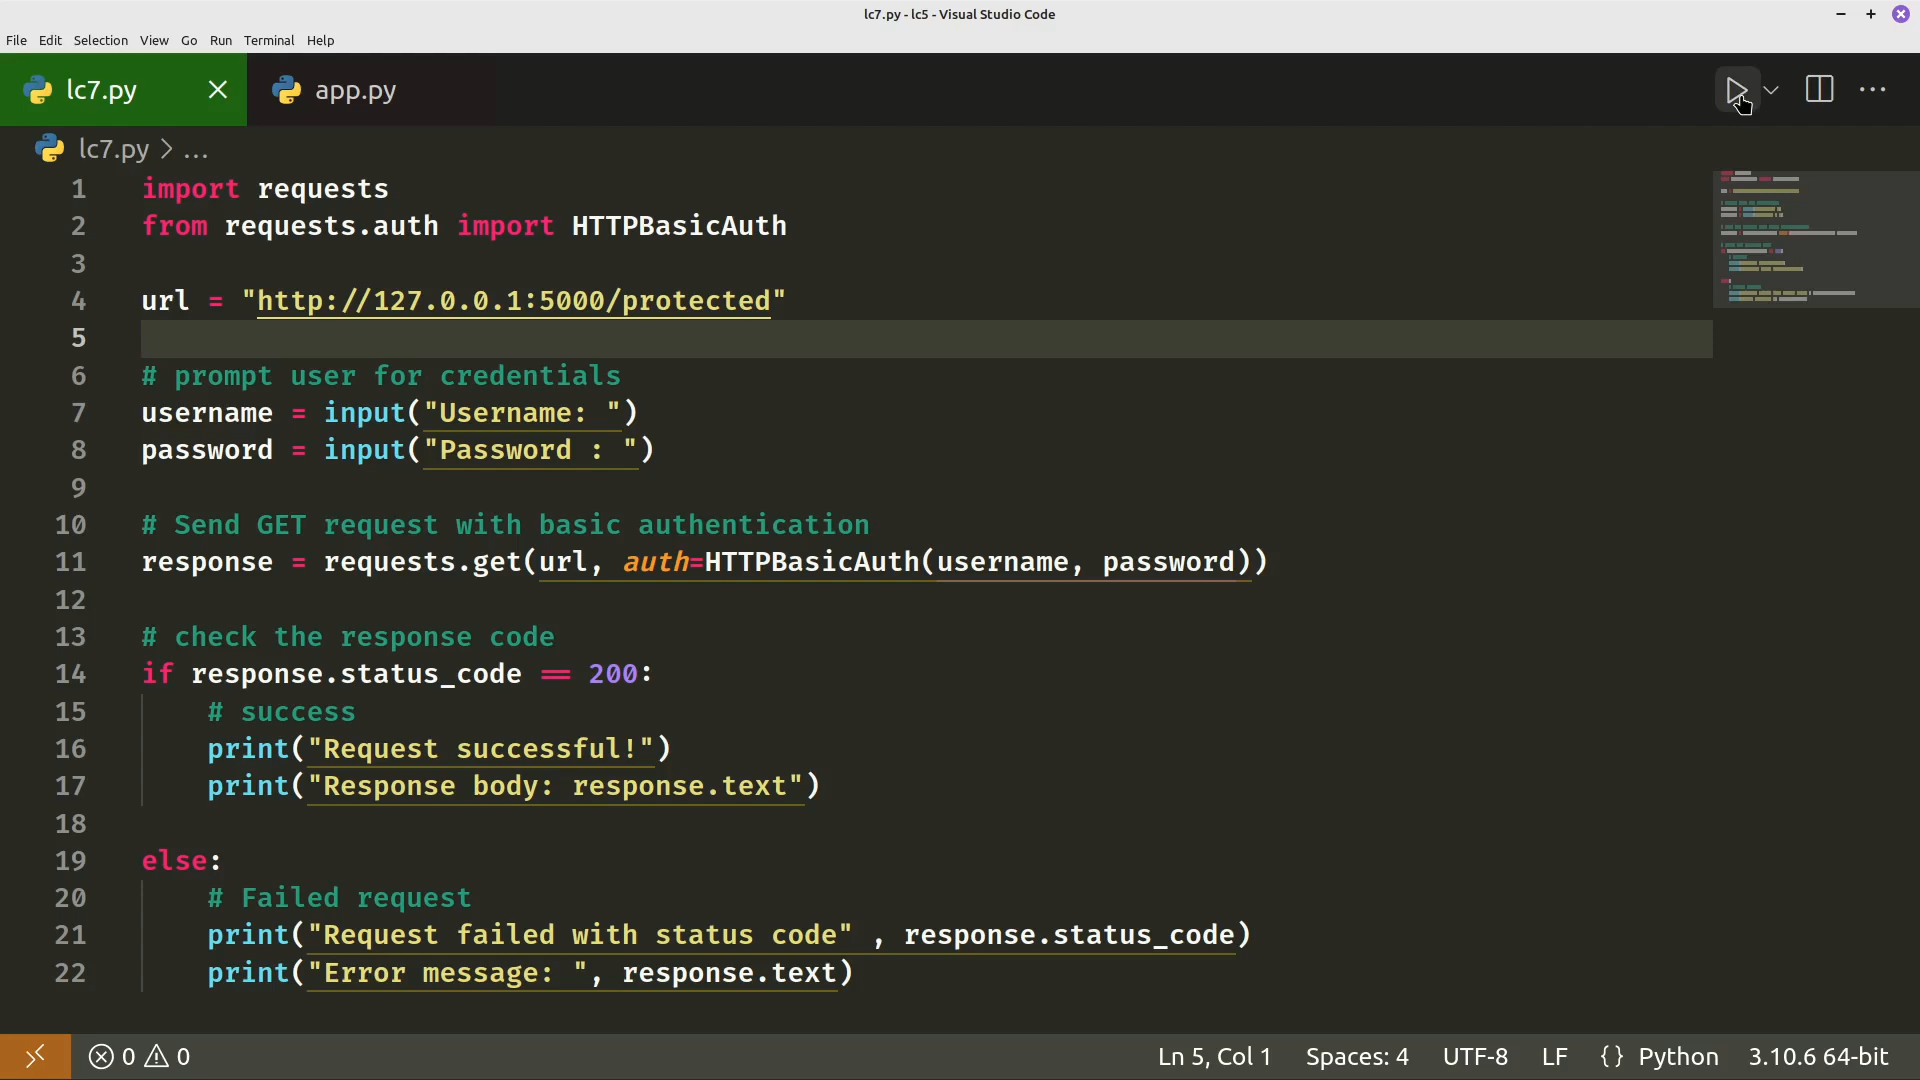 lc7.py - lc5 - Visual Studio Code
File Edit Selection View Go Run Terminal Help
lc7.py app.py
lc7.py > ...
1 import requests
2 from requests.auth import HTTPBasicAuth
3
4 url = "http://127.0.0.1:5000/protected"
5
6 # prompt user for credentials
7 username = input("Username: ")
8 password = input("Password : ")
9
10 # Send GET request with basic authentication
11 response = requests.get(url, auth=HTTPBasicAuth(username, password))
12
13 # check the response code
14 if response.status_code == 200:
15     # success
16     print("Request successful!")
17     print("Response body: response.text")
18
19 else:
20     # Failed request
21     print("Request failed with status code" , response.status_code)
22     print("Error message: ", response.text)
0 0 Ln 5, Col 1 Spaces: 4 UTF-8 LF {} Python 3.10.6 64-bit